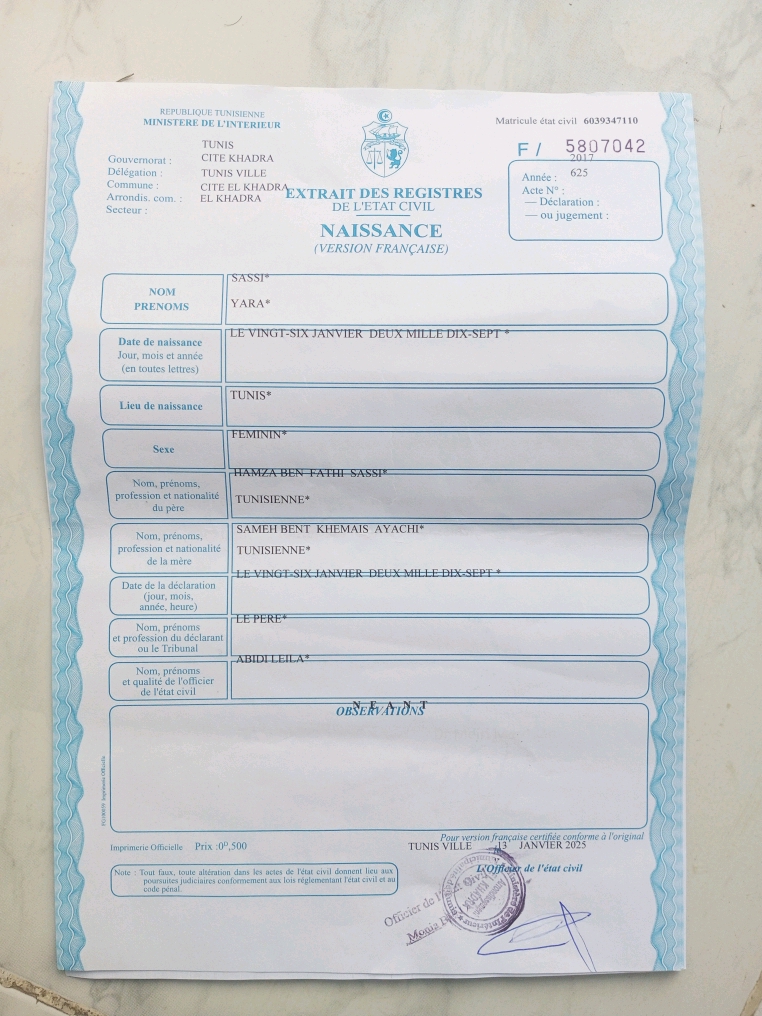 REPUBLIQUE TUNISIENNE
MINISTERE DE L'INTERIEUR
Matricule état civil 6039347110
F / 5807042
Gouvernorat : TUNIS
Délégation : CITE KHADRA
Commune : TUNIS VILLE
Arrondis. com. : CITE EL KHADRA
Secteur : EL KHADRA
EXTRAIT DES REGISTRES
DE L'ETAT CIVIL
NAISSANCE
(VERSION FRANÇAISE)
Année : 2017
Acte N° : 625
— Déclaration :
— ou jugement :
NOM
PRENOMS
SASSI*
YARA*
Date de naissance
Jour, mois et année
(en toutes lettres)
LE VINGT-SIX JANVIER DEUX MILLE DIX-SEPT *
Lieu de naissance
TUNIS*
Sexe
FEMININ*
Nom, prénoms,
profession et nationalité
du père
HAMZA BEN FATHI SASSI*
TUNISIENNE*
Nom, prénoms,
profession et nationalité
de la mère
SAMEH BENT KHEMAIS AYACHI*
TUNISIENNE*
Date de la déclaration
(jour, mois,
année, heure)
LE VINGT-SIX JANVIER DEUX MILLE DIX-SEPT *
Nom, prénoms
et profession du déclarant
ou le Tribunal
LE PERE*
Nom, prénoms
et qualité de l'officier
de l'état civil
ABIDI LEILA*
N E A N T
OBSERVATIONS
Imprimerie Officielle Prix :0ᴰ,500
Pour version française certifiée conforme à l'original
TUNIS VILLE 13 JANVIER 2025
L'Officier de l'état civil
Note : Tout faux, toute altération dans les actes de l'état civil donnent lieu aux
poursuites judiciaires conformement aux lois réglementant l'état civil et au
code pénal.
Officier de
Monia